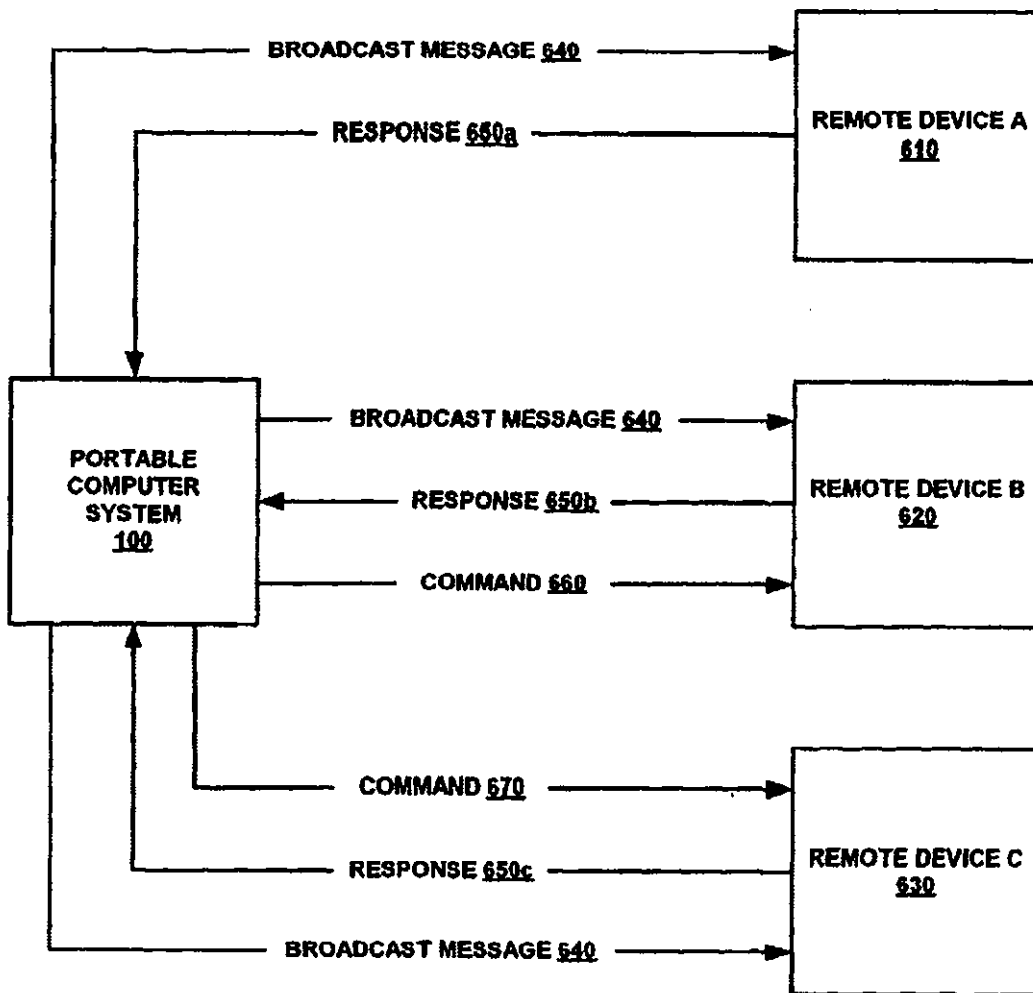 BROADCAST MESSAGE 640
REMOTE DEVICE A
610
RESPONSE 650a
PORTABLE
COMPUTER
SYSTEM
100
BROADCAST MESSAGE 640
RESPONSE 650b
COMMAND 660
REMOTE DEVICE B
620
COMMAND 670
RESPONSE 650c
BROADCAST MESSAGE 640
REMOTE DEVICE C
630